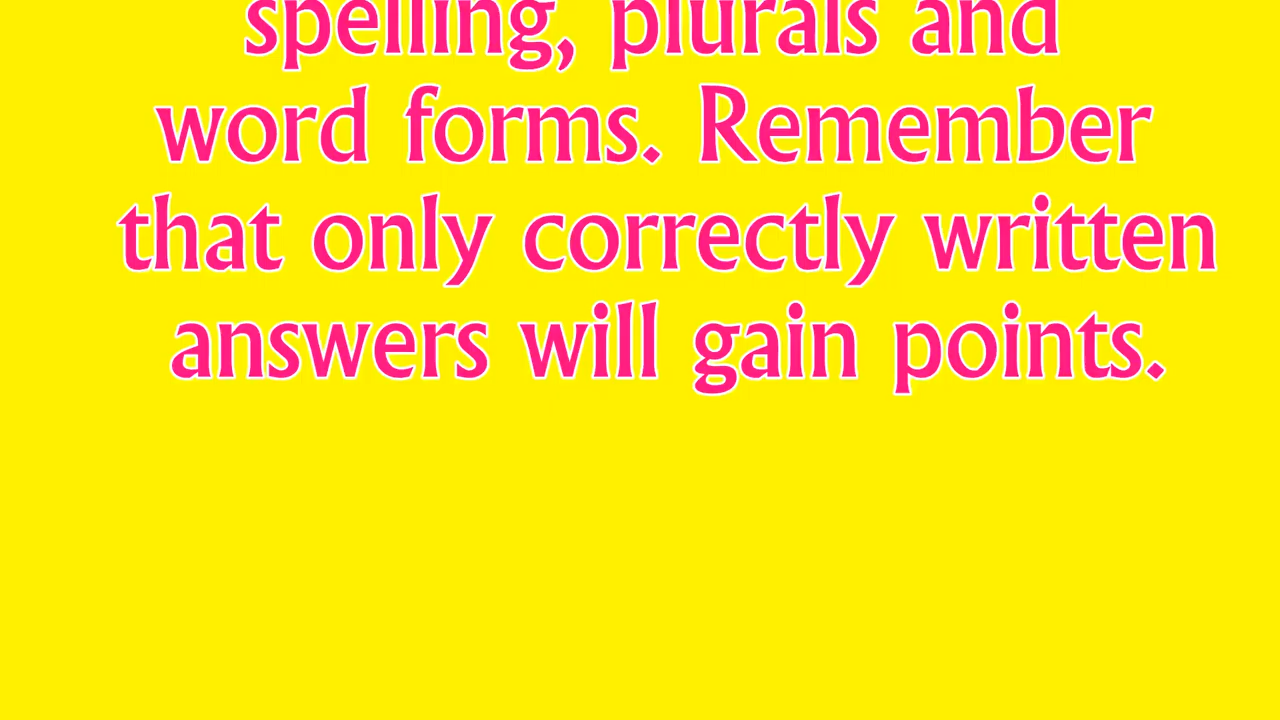 spelling, plurals and
word forms. Remember
that only correctly written
answers will gain points.